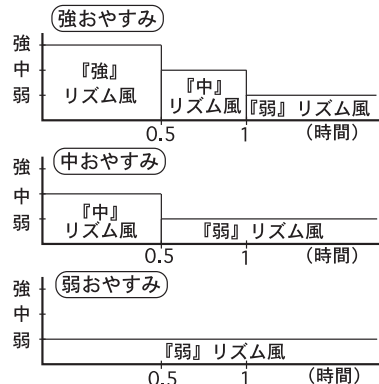 強おやすみ
強
中
弱
『強』
リズム風
『中』
リズム風
『弱』リズム風
0.5
1
(時間)
中おやすみ
強
中
弱
『中』
リズム風
『弱』リズム風
0.5
1
(時間)
弱おやすみ
強
中
弱
『弱』リズム風
0.5
1
(時間)